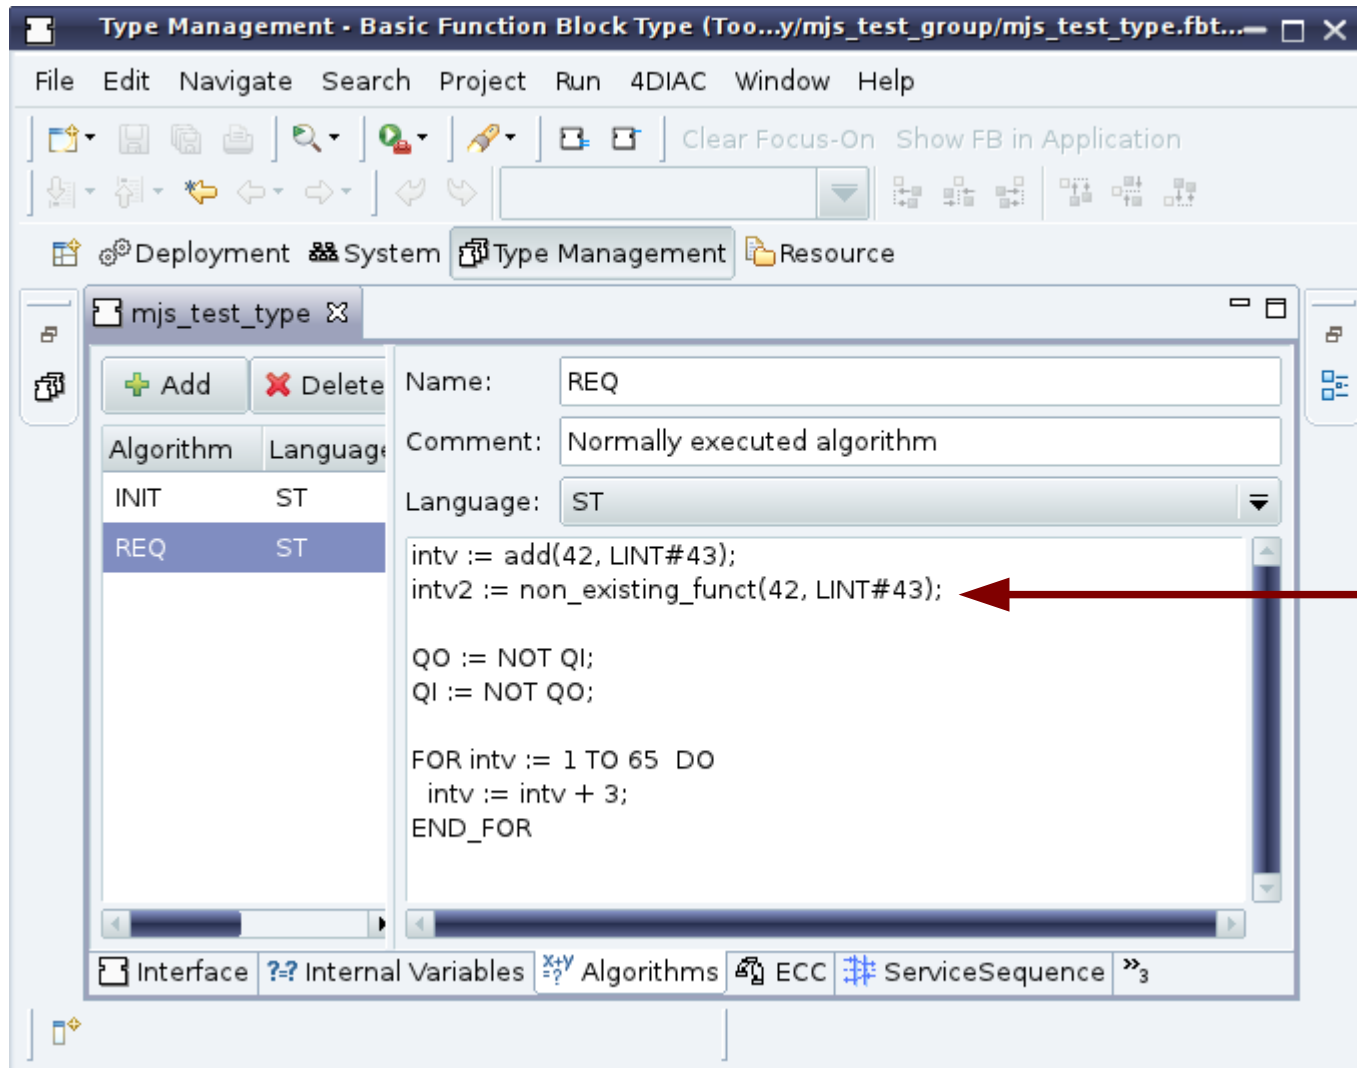 Type Management - Basic Function Block Type (Too...y/mjs_test_group/mjs_test_type.fbt...
File Edit Navigate Search Project Run 4DIAC Window Help
Clear Focus-On Show FB in Application
Deployment System Type Management Resource
mjs_test_type
Add Delete
Name: REQ
Comment: Normally executed algorithm
Algorithm Language
Language: ST
INIT ST
REQ ST
intv := add(42, LINT#43);
intv2 := non_existing_funct(42, LINT#43);
QO := NOT QI;
QI := NOT QO;
FOR intv := 1 TO 65 DO
intv := intv + 3;
END_FOR
Interface ?=? Internal Variables x+y =? Algorithms ECC ServiceSequence »3